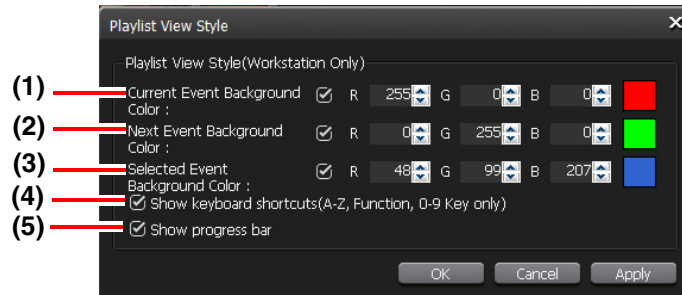 Playlist View Style
Playlist View Style(Workstation Only)
(1)
Current Event Background Color : R 255 G 0 B 0
(2)
Next Event Background Color : R 0 G 255 B 0
(3)
Selected Event Background Color : R 48 G 99 B 207
(4)
Show keyboard shortcuts(A-Z, Function, 0-9 Key only)
(5)
Show progress bar
OK Cancel Apply